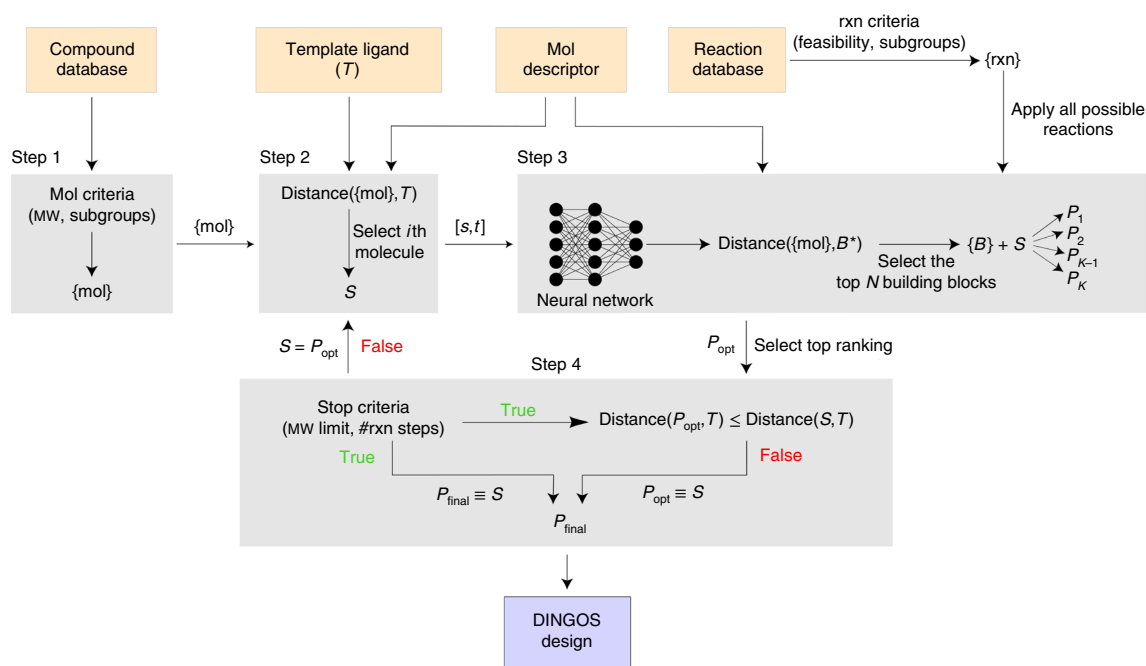 Compound
database
Template ligand
(T)
Mol
descriptor
Reaction
database
rxn criteria
(feasibility, subgroups)
{rxn}
Apply all possible
reactions
Step 1
Mol criteria
(MW, subgroups)
{mol}
{mol}
Step 2
Distance({mol},T)
Select ith
molecule
S
[s,t]
Step 3
Neural network
Distance({mol},B*)
Select the
top N building blocks
{B} + S
P1
P2
PK–1
PK
S = Popt
False
Popt
Select top ranking
Step 4
Stop criteria
(MW limit, #rxn steps)
True
True
Distance(Popt,T) ≤ Distance(S,T)
False
Pfinal ≡ S
Popt ≡ S
Pfinal
DINGOS
design